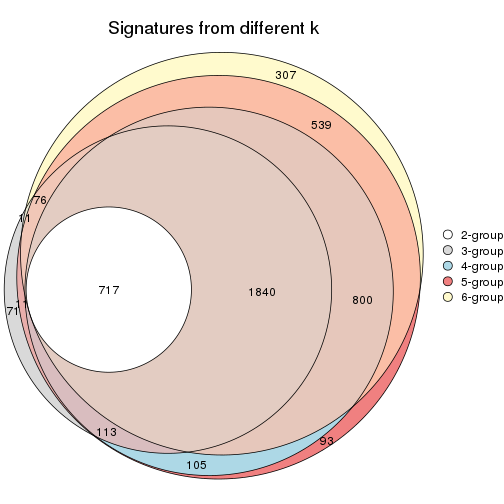 Signatures from different k
307
539
76
11
717
1840
800
71
113
93
105
2-group
3-group
4-group
5-group
6-group